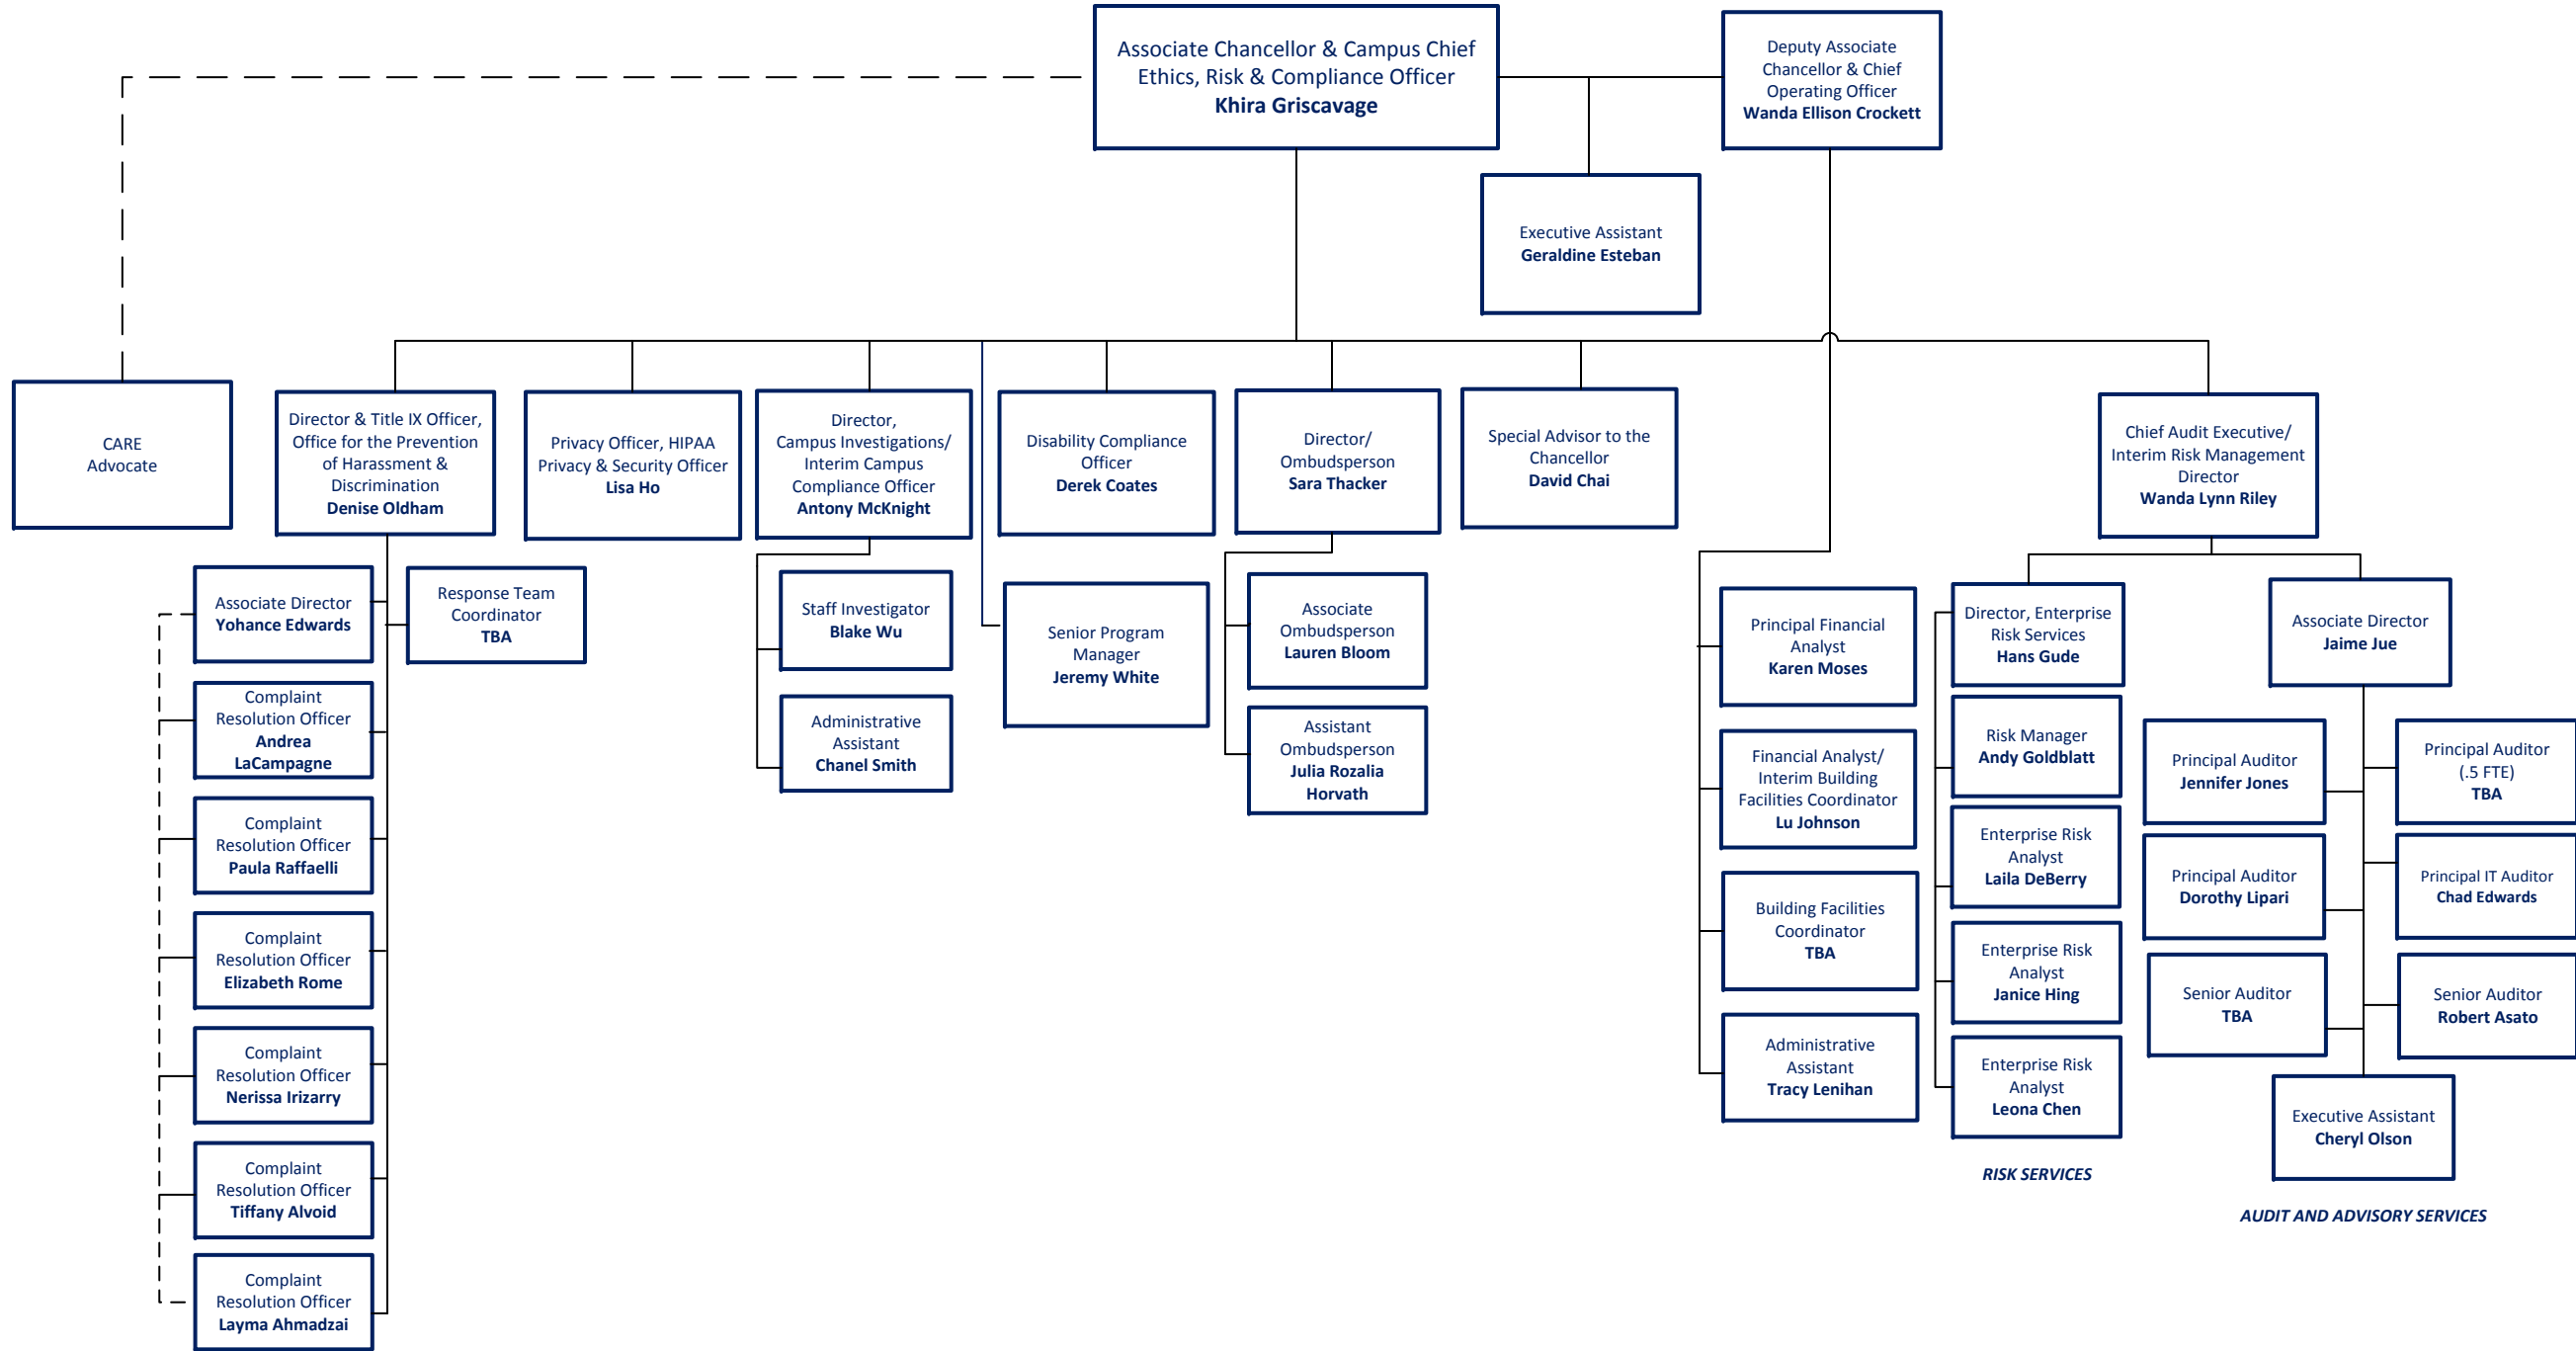 Associate Chancellor & Campus Chief
Ethics, Risk & Compliance Officer
Khira Griscavage
Deputy Associate
Chancellor & Chief
Operating Officer
Wanda Ellison Crockett
Executive Assistant
Geraldine Esteban
CARE
Advocate
Director & Title IX Officer,
Office for the Prevention
of Harassment &
Discrimination
Denise Oldham
Privacy Officer, HIPAA
Privacy & Security Officer
Lisa Ho
Director,
Campus Investigations/
Interim Campus
Compliance Officer
Antony McKnight
Disability Compliance
Officer
Derek Coates
Director/
Ombudsperson
Sara Thacker
Special Advisor to the
Chancellor
David Chai
Chief Audit Executive/
Interim Risk Management
Director
Wanda Lynn Riley
Associate Director
Yohance Edwards
Response Team
Coordinator
TBA
Complaint
Resolution Officer
Andrea
LaCampagne
Complaint
Resolution Officer
Paula Raffaelli
Complaint
Resolution Officer
Elizabeth Rome
Complaint
Resolution Officer
Nerissa Irizarry
Complaint
Resolution Officer
Tiffany Alvoid
Complaint
Resolution Officer
Layma Ahmadzai
Staff Investigator
Blake Wu
Administrative
Assistant
Chanel Smith
Senior Program
Manager
Jeremy White
Associate
Ombudsperson
Lauren Bloom
Assistant
Ombudsperson
Julia Rozalia
Horvath
Principal Financial
Analyst
Karen Moses
Financial Analyst/
Interim Building
Facilities Coordinator
Lu Johnson
Building Facilities
Coordinator
TBA
Administrative
Assistant
Tracy Lenihan
Director, Enterprise
Risk Services
Hans Gude
Risk Manager
Andy Goldblatt
Enterprise Risk
Analyst
Laila DeBerry
Enterprise Risk
Analyst
Janice Hing
Enterprise Risk
Analyst
Leona Chen
RISK SERVICES
Associate Director
Jaime Jue
Principal Auditor
Jennifer Jones
Principal Auditor
(.5 FTE)
TBA
Principal Auditor
Dorothy Lipari
Principal IT Auditor
Chad Edwards
Senior Auditor
TBA
Senior Auditor
Robert Asato
Executive Assistant
Cheryl Olson
AUDIT AND ADVISORY SERVICES